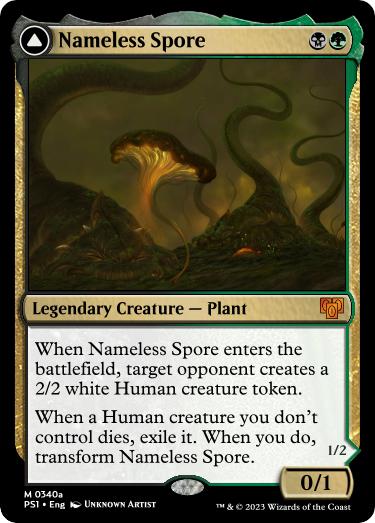 Nameless Spore
Legendary Creature — Plant
When Nameless Spore enters the
battlefield, target opponent creates a
2/2 white Human creature token.
When a Human creature you don't
control dies, exile it. When you do,
transform Nameless Spore.
1/2
0/1
M 0340a
PS1 • Eng Unknown Artist
™ & © 2023 Wizards of the Coast